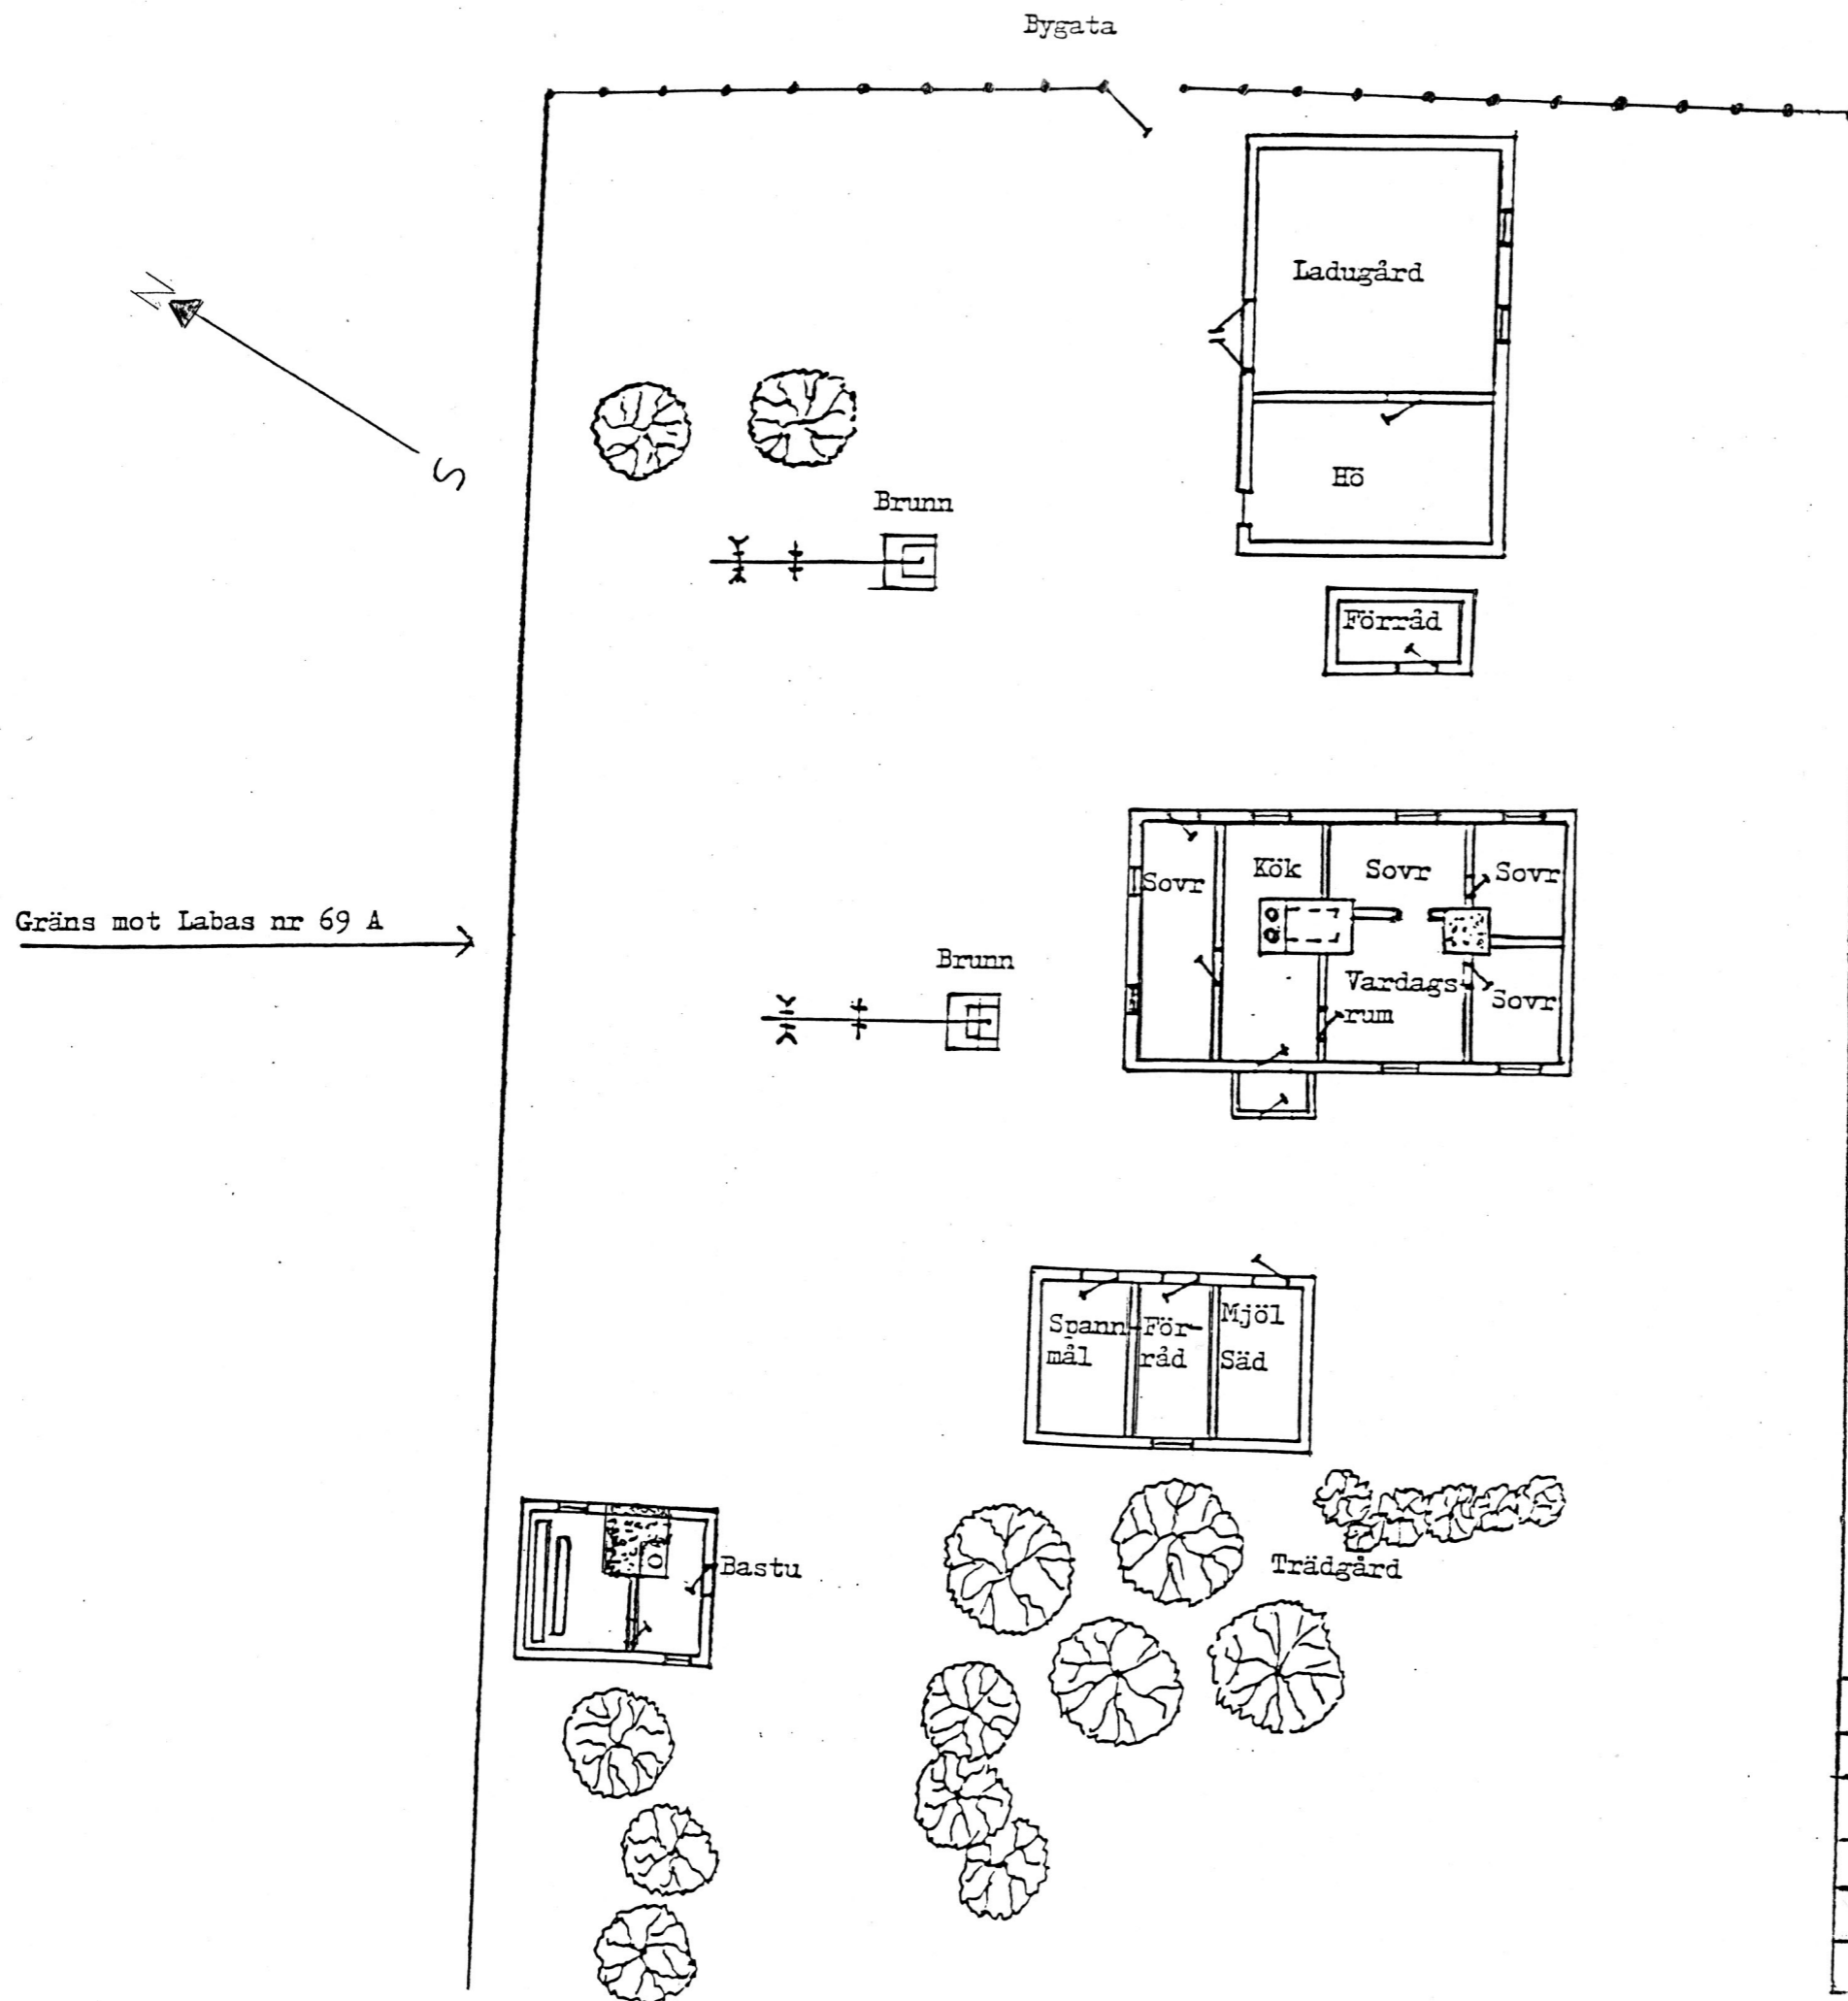 Bygata
N
S
Ladugård
Hö
Brunn
Förråd
Sovr
Kök
Sovr
Sovr
Gräns mot Labas nr 69 A
Brunn
Vardags-
rum
Sovr
Spann-
mål
För-
råd
Mjöl
Säd
Bastu
Trädgård